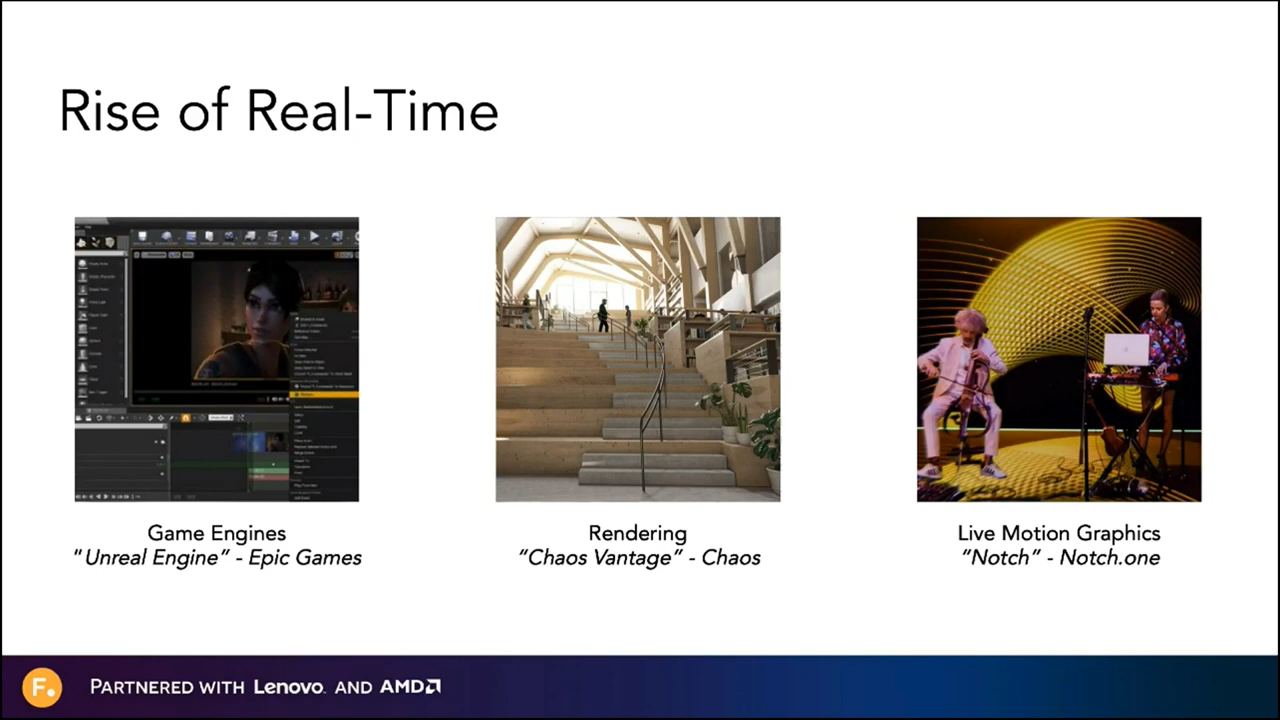 Rise of Real-Time
Game Engines
“Unreal Engine” - Epic Games
Rendering
“Chaos Vantage” - Chaos
Live Motion Graphics
“Notch” - Notch.one
F.
PARTNERED WITH Lenovo. AND AMD